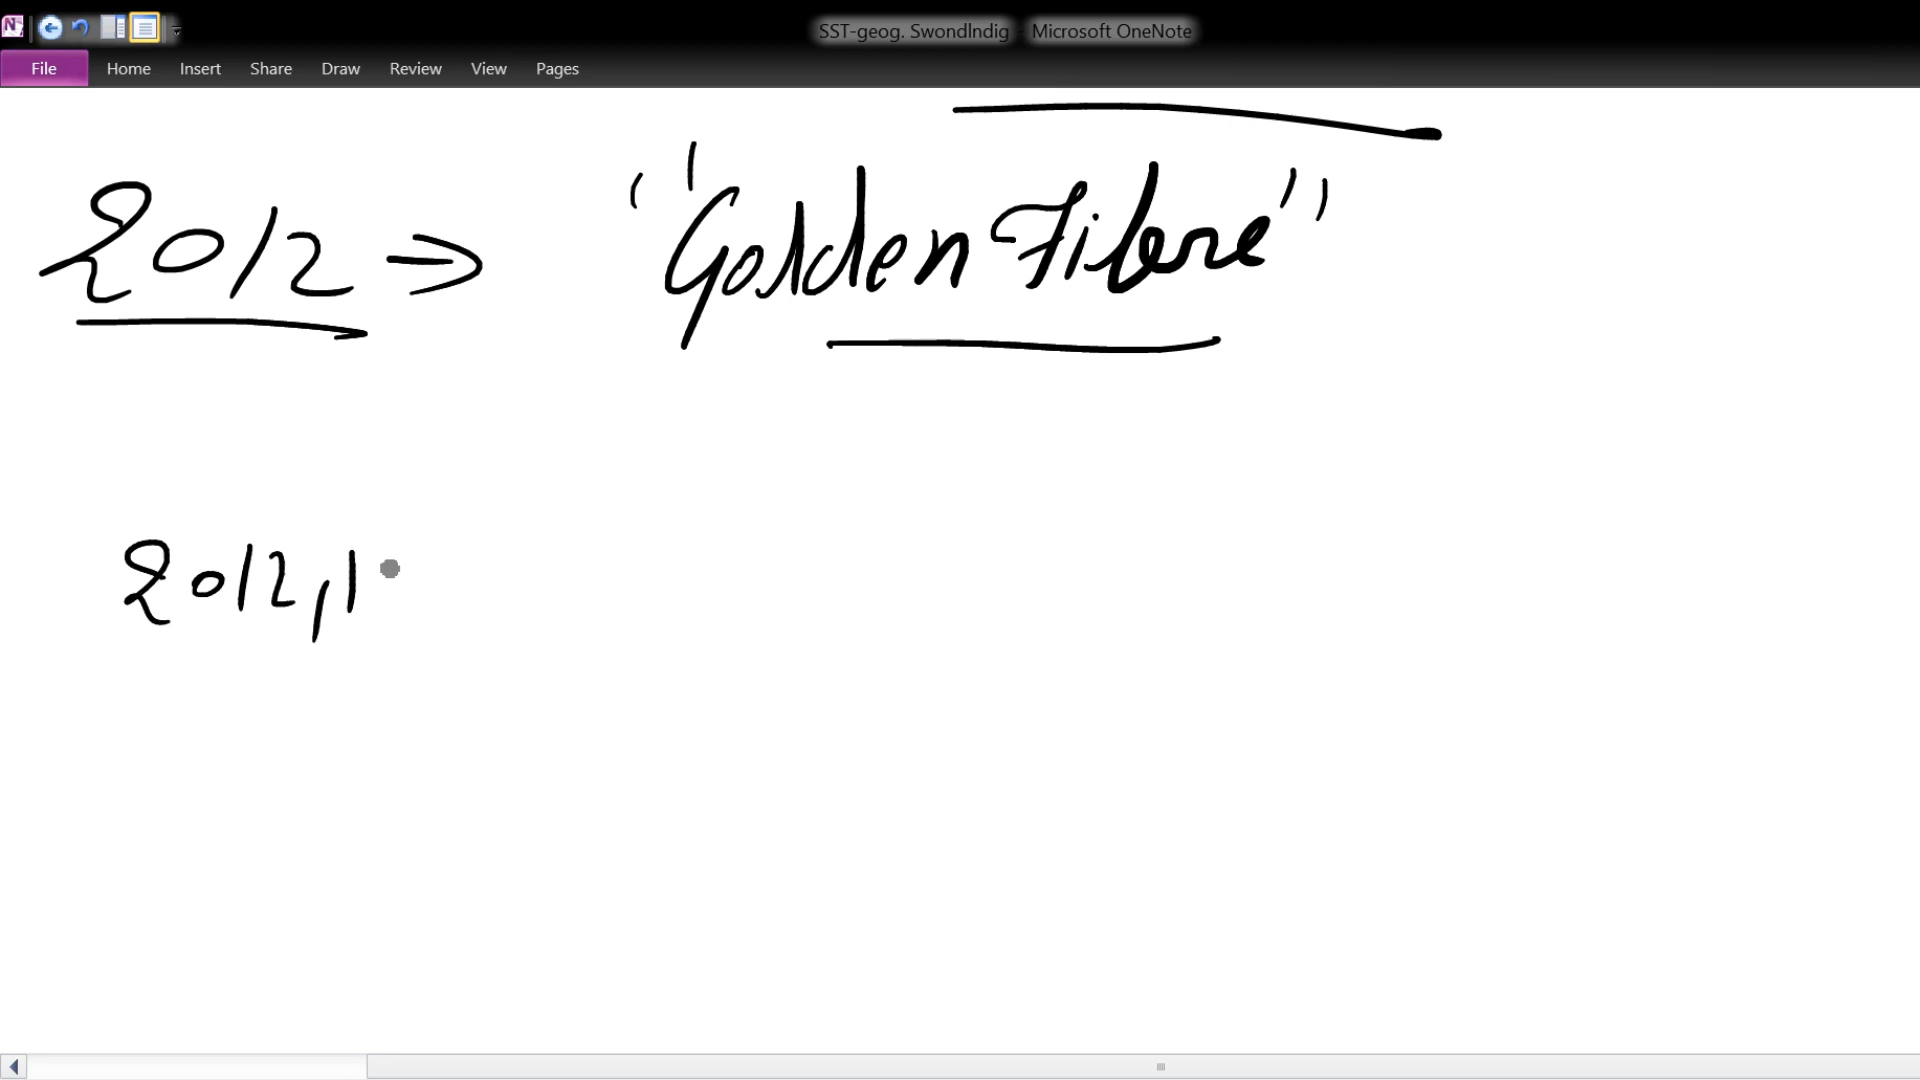 SST-geog. SwondIndig - Microsoft OneNote
File Home Insert Share Draw Review View Pages
2012 ⇒ "Golden Fibre"
2012, 1